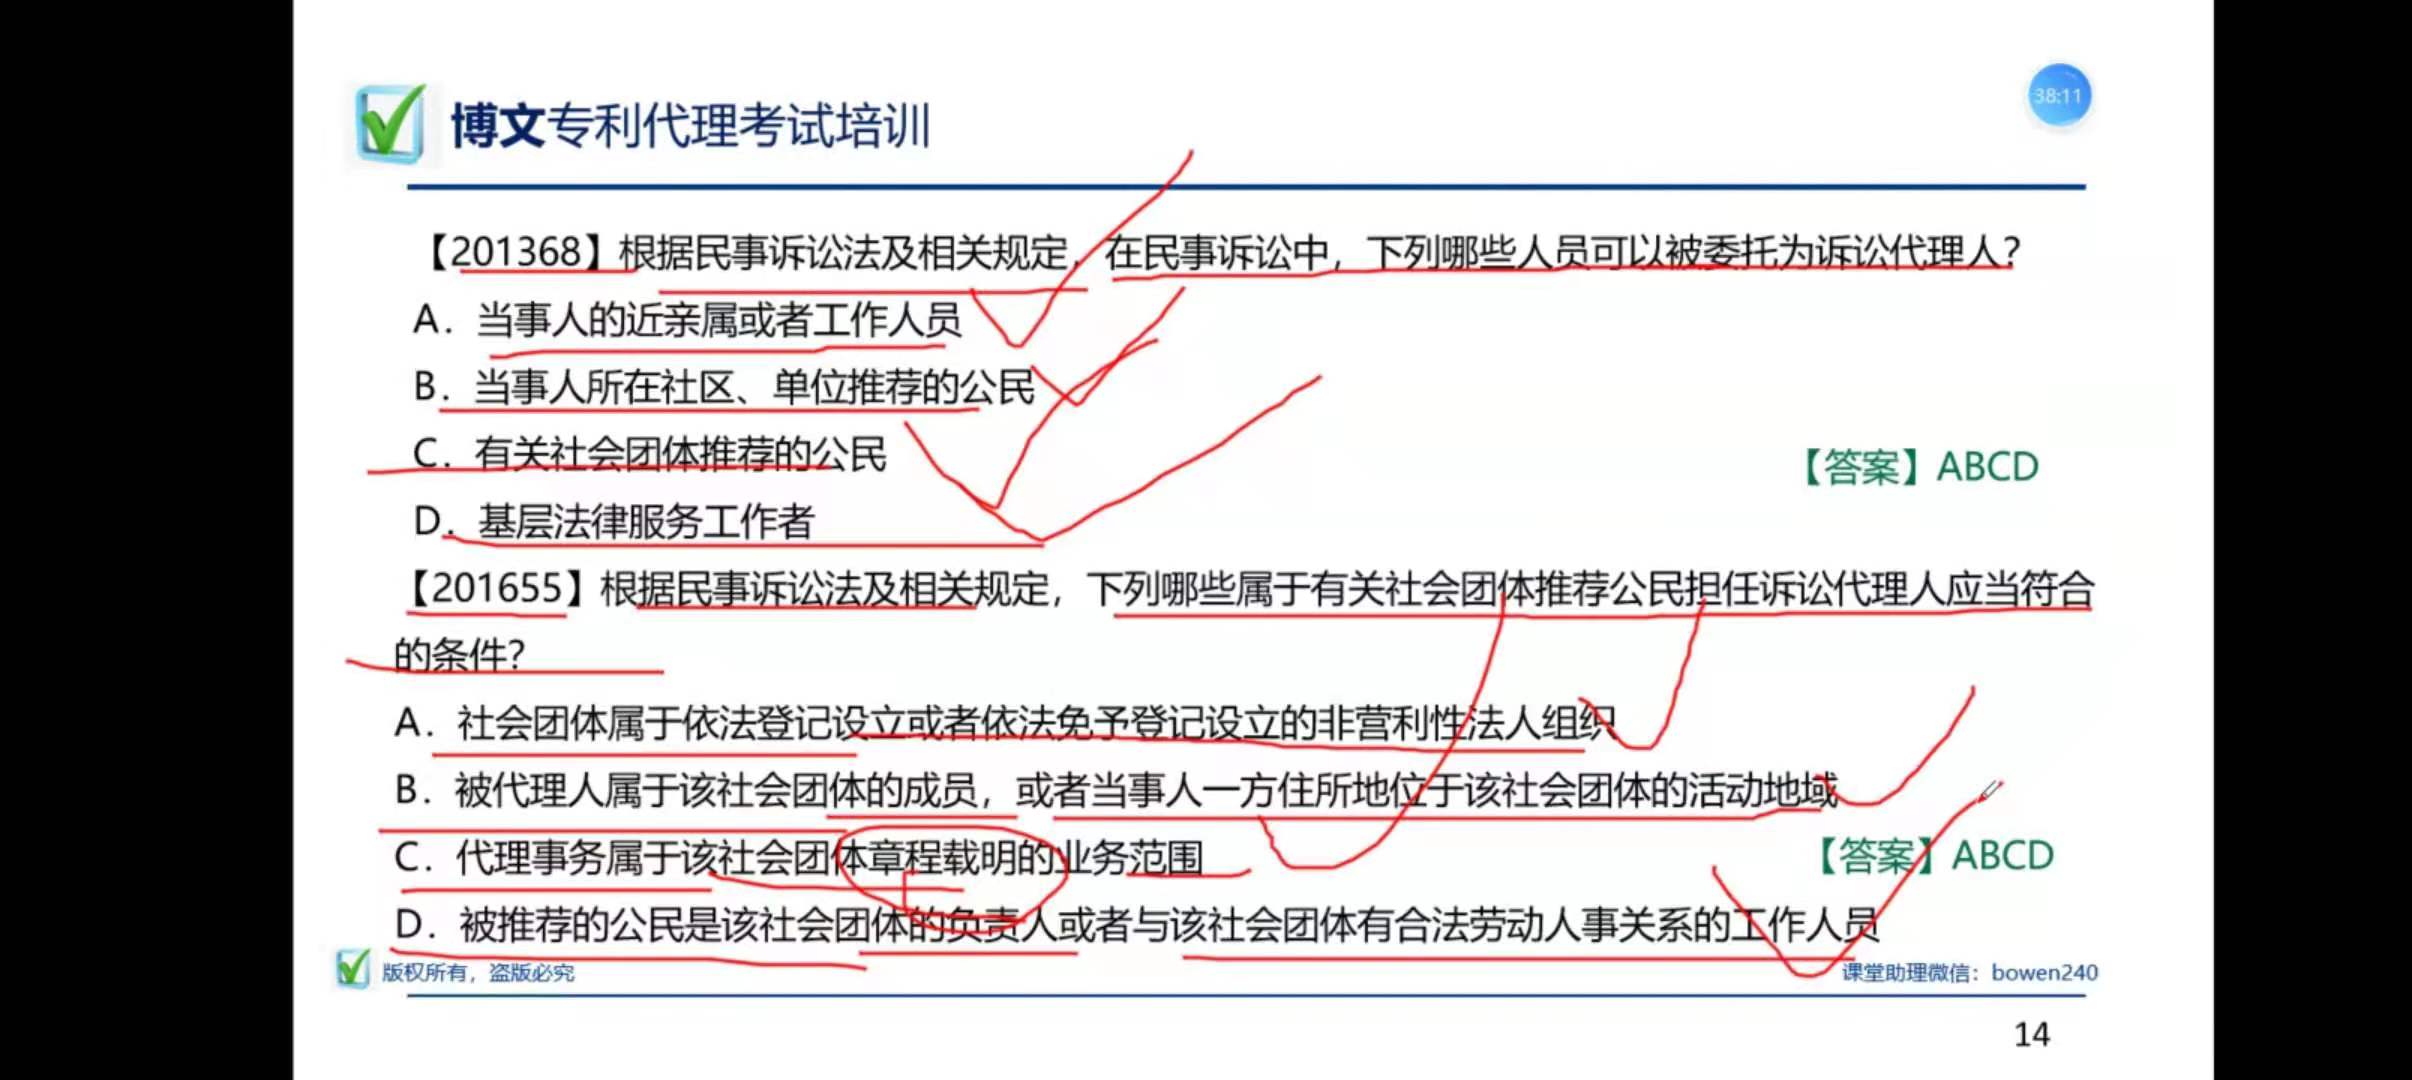 博文专利代理考试培训
38:11
【201368】根据民事诉讼法及相关规定，在民事诉讼中，下列哪些人员可以被委托为诉讼代理人？
A．当事人的近亲属或者工作人员
B．当事人所在社区、单位推荐的公民
C．有关社会团体推荐的公民
【答案】ABCD
D．基层法律服务工作者
【201655】根据民事诉讼法及相关规定，下列哪些属于有关社会团体推荐公民担任诉讼代理人应当符合
的条件？
A．社会团体属于依法登记设立或者依法免予登记设立的非营利性法人组织
B．被代理人属于该社会团体的成员，或者当事人一方住所地位于该社会团体的活动地域
C．代理事务属于该社会团体章程载明的业务范围
【答案】ABCD
D．被推荐的公民是该社会团体的负责人或者与该社会团体有合法劳动人事关系的工作人员
版权所有，盗版必究
课堂助理微信：bowen240
14